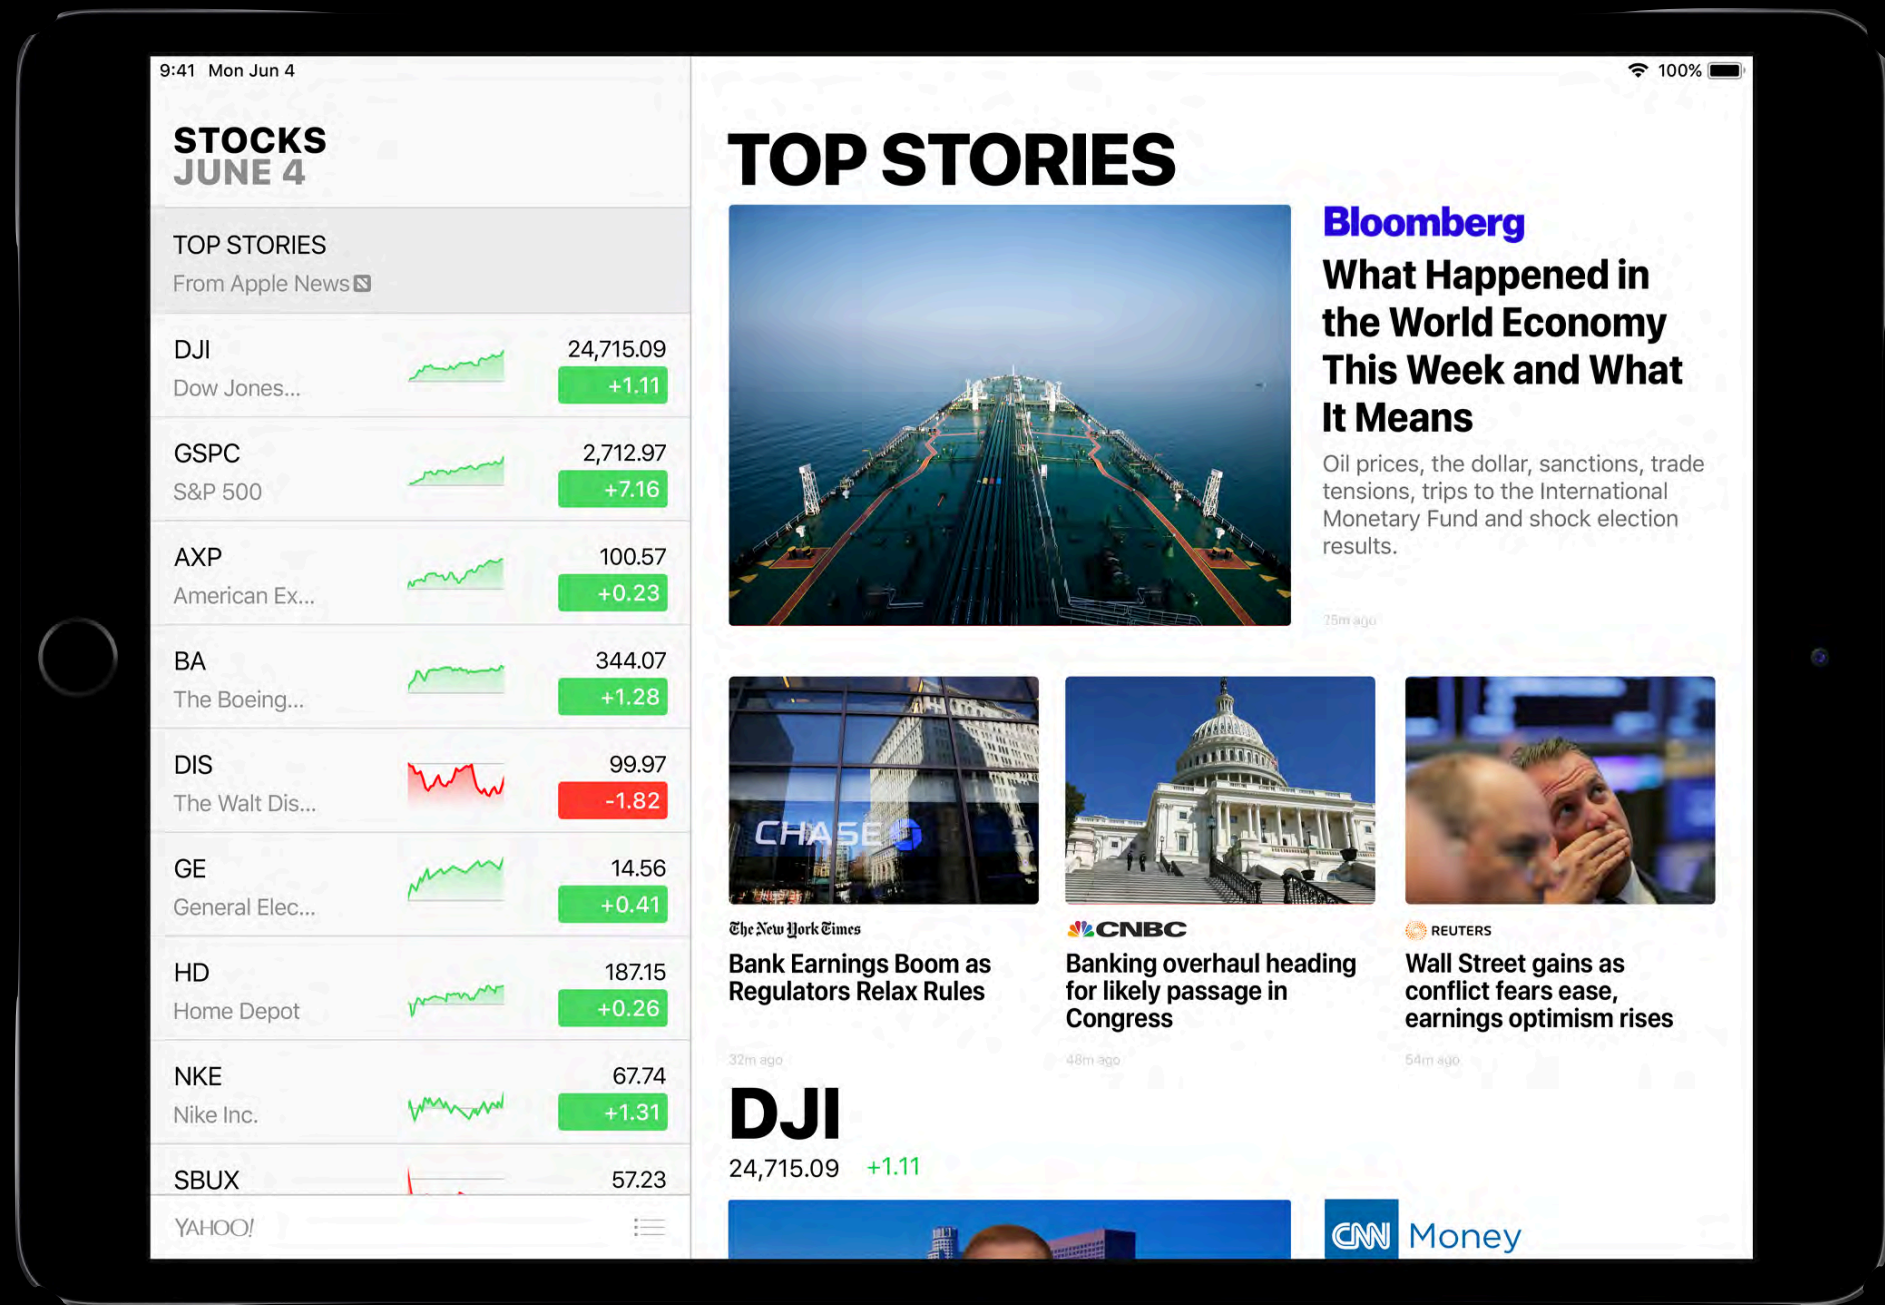 9:41 Mon Jun 4
100%
STOCKS
JUNE 4
TOP STORIES
From Apple News
DJI
24,715.09
Dow Jones...
+1.11
GSPC
2,712.97
S&P 500
+7.16
AXP
100.57
American Ex...
+0.23
BA
344.07
The Boeing...
+1.28
DIS
99.97
The Walt Dis...
-1.82
GE
14.56
General Elec...
+0.41
HD
187.15
Home Depot
+0.26
NKE
67.74
Nike Inc.
+1.31
SBUX
57.23
YAHOO!
TOP STORIES
Bloomberg
What Happened in
the World Economy
This Week and What
It Means
Oil prices, the dollar, sanctions, trade
tensions, trips to the International
Monetary Fund and shock election
results.
25m ago
CHASE
The New York Times
Bank Earnings Boom as
Regulators Relax Rules
32m ago
CNBC
Banking overhaul heading
for likely passage in
Congress
48m ago
REUTERS
Wall Street gains as
conflict fears ease,
earnings optimism rises
54m ago
DJI
24,715.09 +1.11
CNN Money